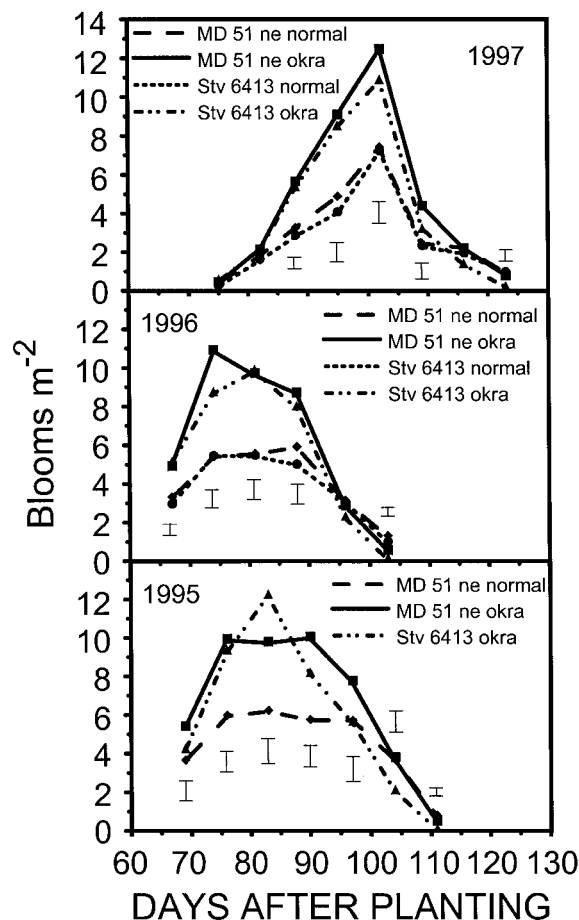 Blooms m-2
14
12
10
8
6
4
2
0
MD 51 ne normal
MD 51 ne okra
Stv 6413 normal
Stv 6413 okra
1997
12
10
8
6
4
2
0
1996
MD 51 ne normal
MD 51 ne okra
Stv 6413 normal
Stv 6413 okra
12
10
8
6
4
2
0
1995
MD 51 ne normal
MD 51 ne okra
Stv 6413 okra
60 70 80 90 100 110 120 130
DAYS AFTER PLANTING